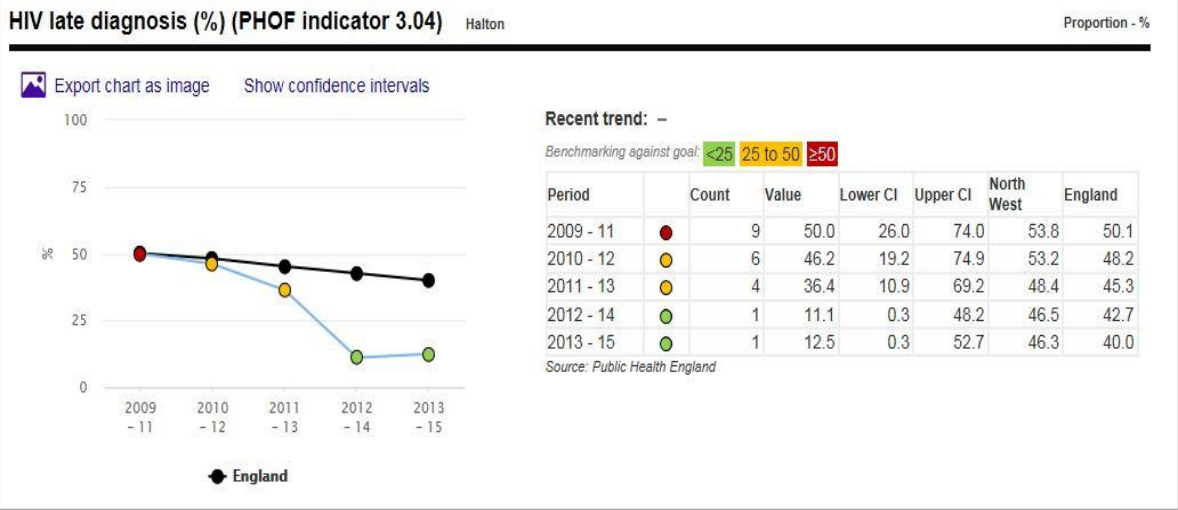 HIV late diagnosis (%) (PHOF indicator 3.04) Halton Proportion - %
Export chart as image Show confidence intervals
100
75
%
50
25
0
2009 - 11
2010 - 12
2011 - 13
2012 - 14
2013 - 15
England
Recent trend: –
Benchmarking against goal: <25 25 to 50 ≥50
Period Count Value Lower CI Upper CI North West England
2009 - 11 9 50.0 26.0 74.0 53.8 50.1
2010 - 12 6 46.2 19.2 74.9 53.2 48.2
2011 - 13 4 36.4 10.9 69.2 48.4 45.3
2012 - 14 1 11.1 0.3 48.2 46.5 42.7
2013 - 15 1 12.5 0.3 52.7 46.3 40.0
Source: Public Health England